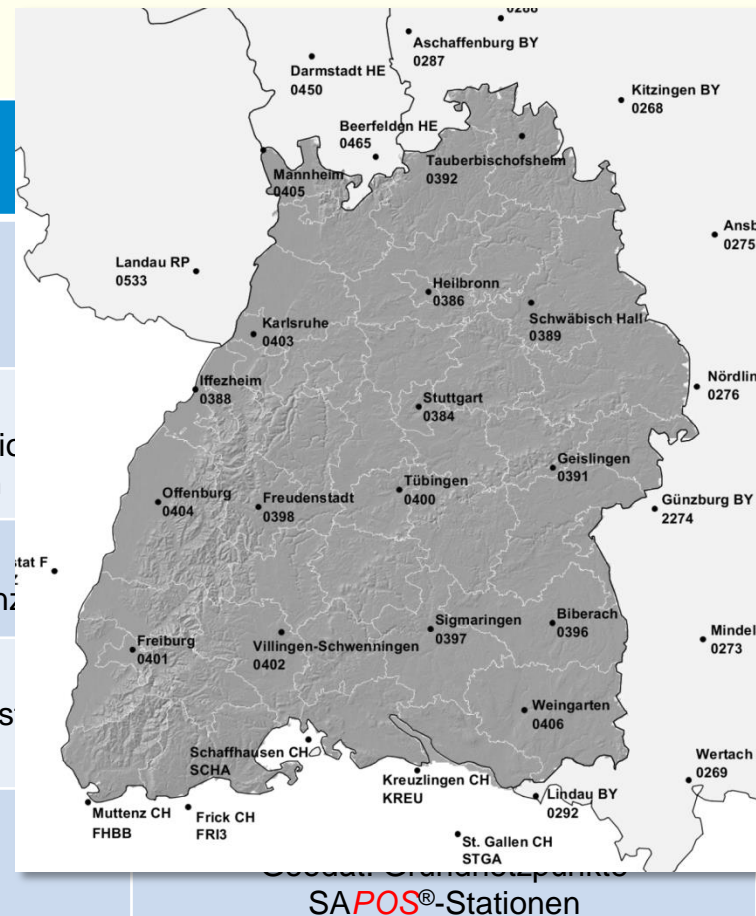 Aschaffenburg BY
0287
Darmstadt HE
0450
Kitzingen BY
0268
Beerfelden HE
0465
Tauberbischofsheim
0392
Mannheim
0405
0275
Landau RP
0533
Heilbronn
0386
Schwäbisch Hall
0389
Karlsruhe
0403
Iffezheim
0388
0276
Stuttgart
0384
Geislingen
0391
Tübingen
0400
Offenburg
0404
Freudenstadt
0398
Günzburg BY
2274
Sigmaringen
0397
Biberach
0396
Freiburg
0401
Villingen-Schwenningen
0402
0273
Weingarten
0406
Schaffhausen CH
SCHA
Kreuzlingen CH
KREU
Wertach
0269
Lindau BY
0292
Muttenz CH
FHBB
Frick CH
FRI3
St. Gallen CH
STGA
SAPOS®-Stationen